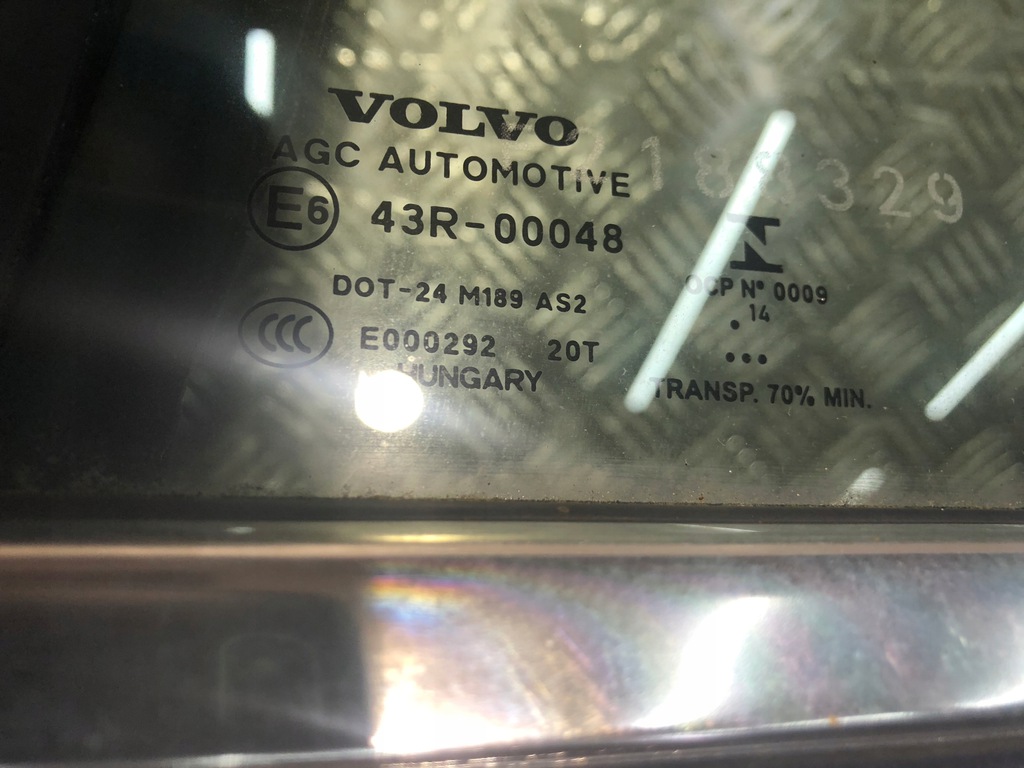 VOLVO
AGC AUTOMOTIVE
E6 43R-00048
DOT-24 M189 AS2
CCC E000292 20T
HUNGARY
OCP Nº 0009
.14
...
TRANSP. 70% MIN.